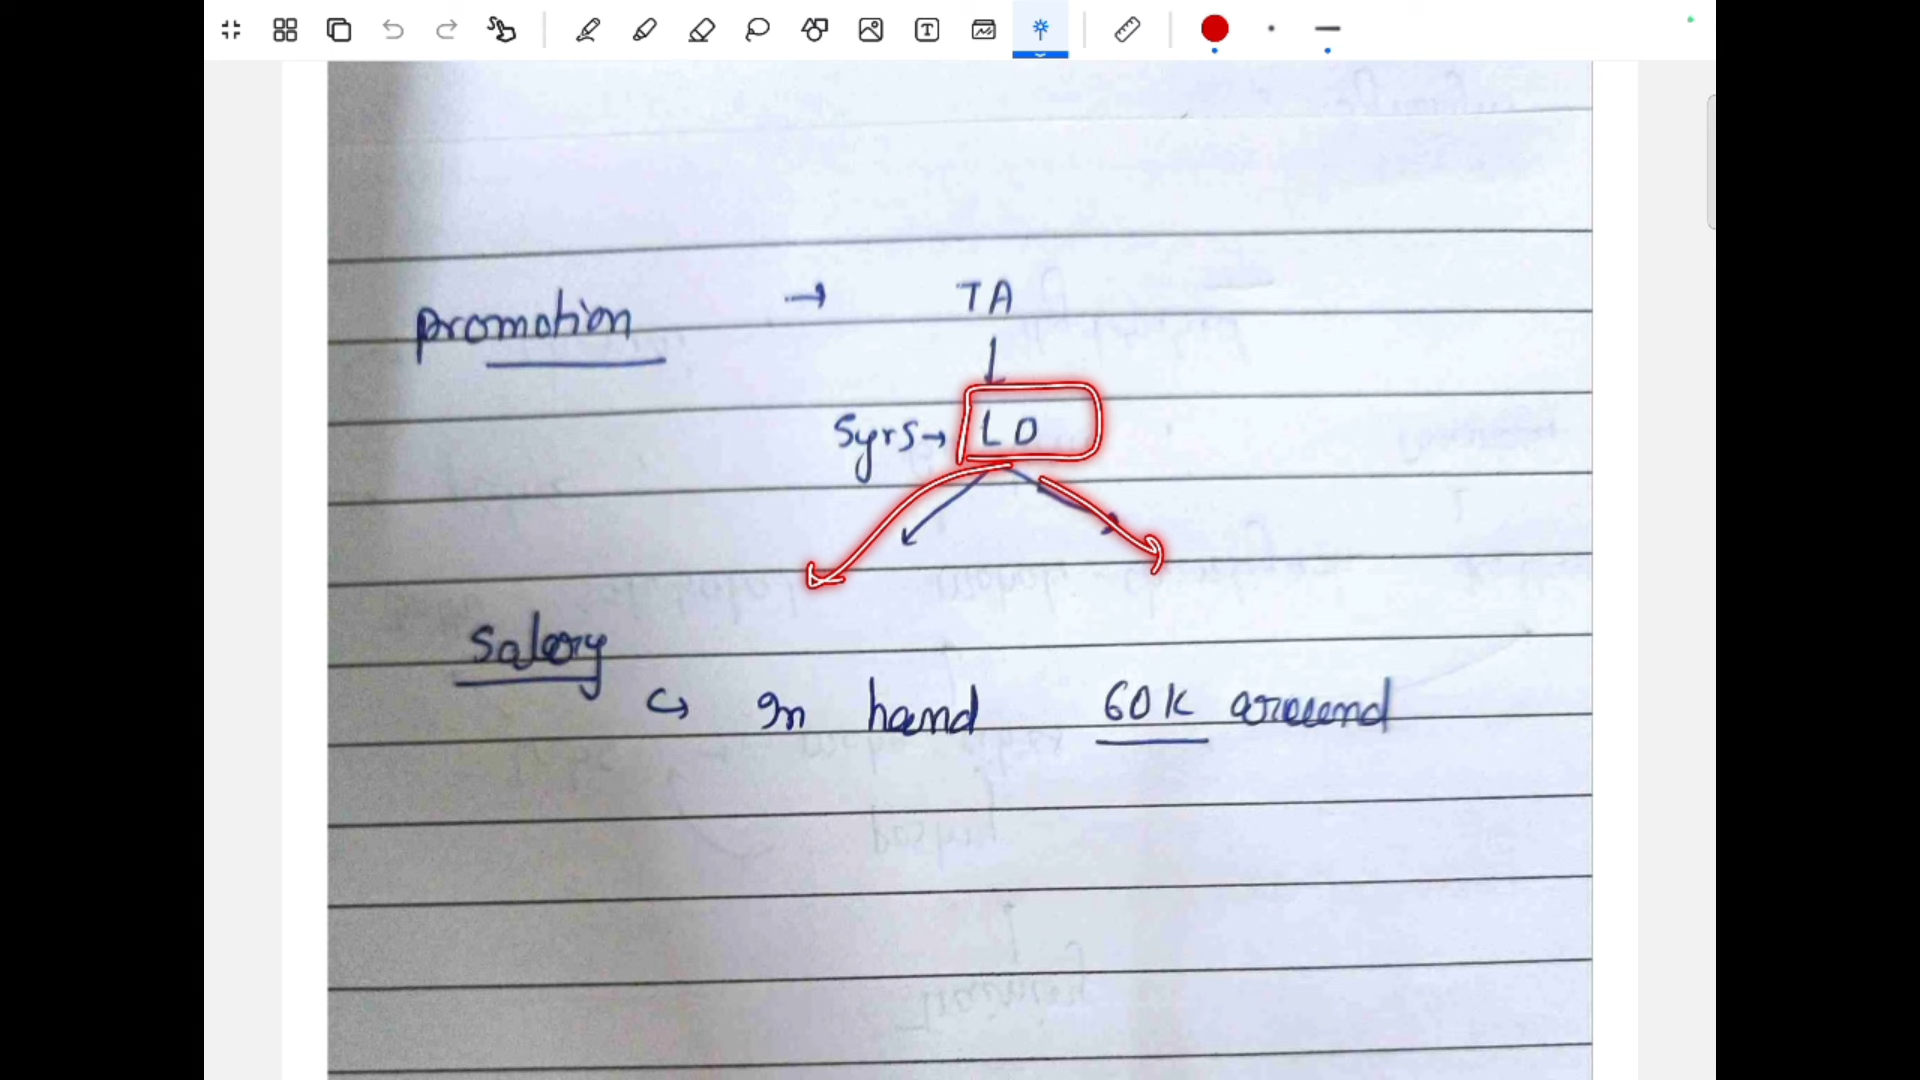 promotion → TA
5yrs → LO
Salary
↪ In hand 60K around